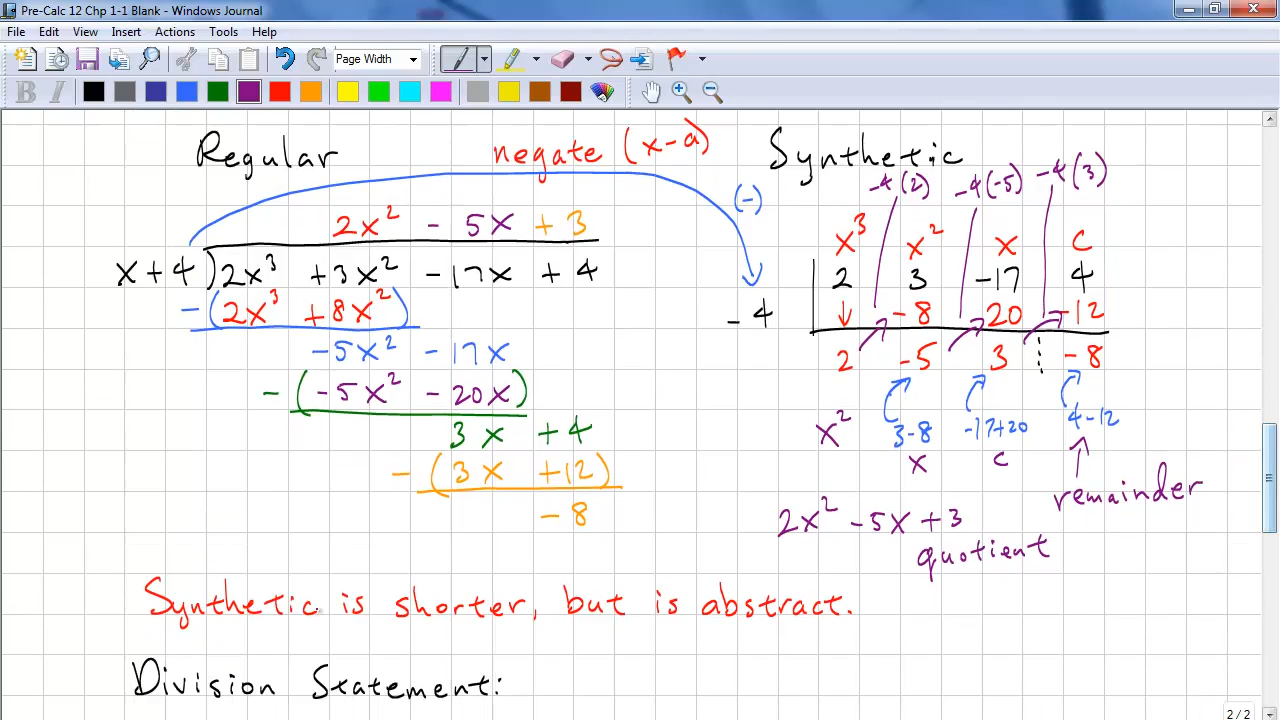 Pre-Calc 12 Chp 1-1 Blank - Windows Journal
File Edit View Insert Actions Tools Help
Page Width
B I
Regular
negate (x-a)
Synthetic
-4(2) -4(-5) -4(3)
(-)
2x² - 5x + 3
x³ x² x c
x+4 2x³ +3x² -17x +4
2 3 -17 4
-(2x³ +8x²)
-4 ↓ -8 20 -12
-5x² -17x
2 -5 3 -8
-(-5x² -20x)
3x +4
x² 3-8 -17+20 4-12
x c
-(3x +12)
remainder
-8
2x² -5x +3
quotient
Synthetic is shorter, but is abstract.
Division Statement:
2/2